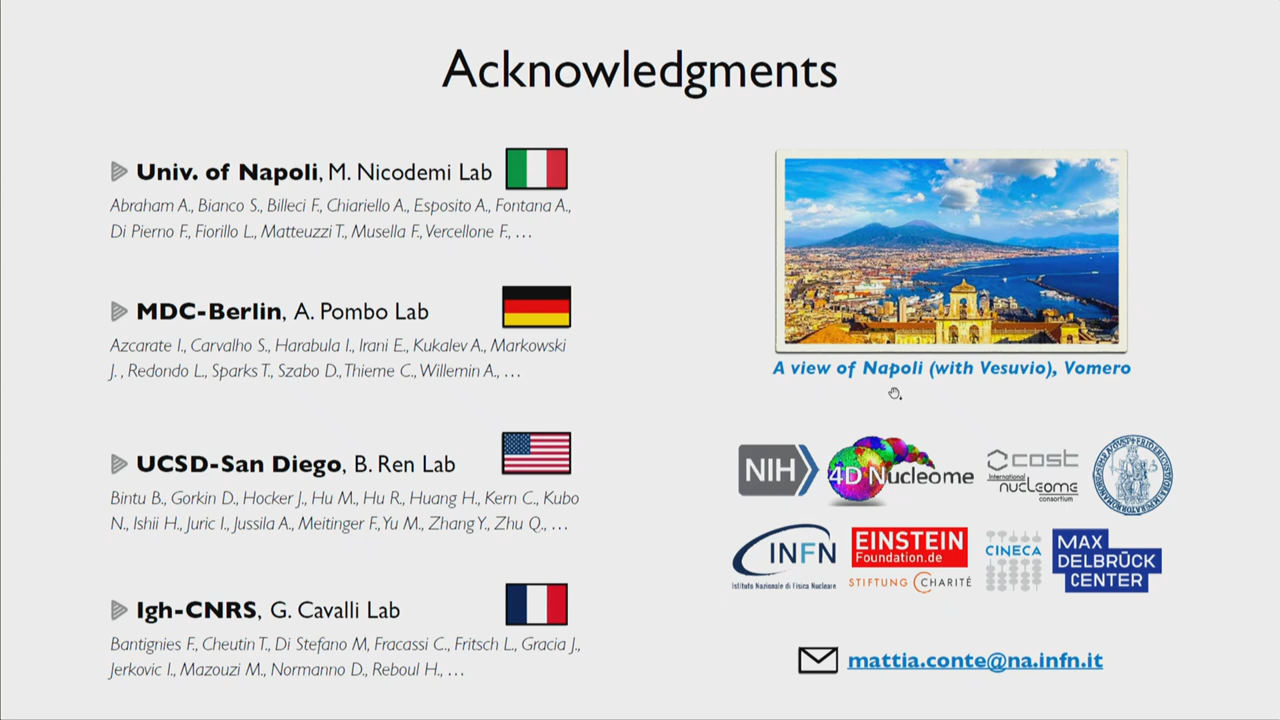 Acknowledgments
Univ. of Napoli, M. Nicodemi Lab
Abraham A., Bianco S., Billeci F., Chiariello A., Esposito A., Fontana A.,
Di Pierno F., Fiorillo L., Matteuzzi T., Musella F., Vercellone F., …
MDC-Berlin, A. Pombo Lab
Azcarate I., Carvalho S., Harabula I., Irani E., Kukalev A., Markowski
J. , Redondo L., Sparks T., Szabo D., Thieme C., Willemin A., …
UCSD-San Diego, B. Ren Lab
Bintu B., Gorkin D., Hocker J., Hu M., Hu R., Huang H., Kern C., Kubo
N., Ishii H., Juric I., Jussila A., Meitinger F., Yu M., Zhang Y., Zhu Q., …
Igh-CNRS, G. Cavalli Lab
Bantignies F., Cheutin T., Di Stefano M, Fracassi C., Fritsch L., Gracia J.,
Jerkovic I., Mazouzi M., Normanno D., Reboul H., …
A view of Napoli (with Vesuvio), Vomero
NIH
4D Nucleome
cost
International
nucleome
consortium
INFN
Istituto Nazionale di Fisica Nucleare
EINSTEIN
Foundation.de
STIFTUNG CHARITÉ
CINECA
MAX
DELBRÜCK
CENTER
mattia.conte@na.infn.it